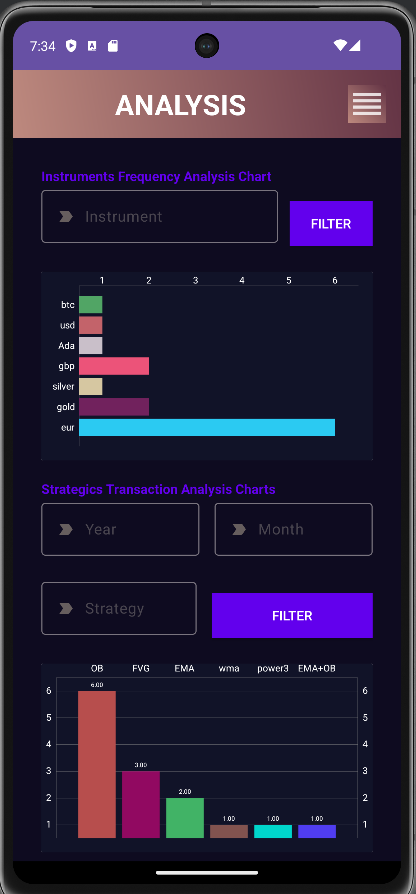 7:34
ANALYSIS
Instruments Frequency Analysis Chart
Instrument
FILTER
1 2 3 4 5 6
btc
usd
Ada
gbp
silver
gold
eur
Strategics Transaction Analysis Charts
Year Month
Strategy
FILTER
OB FVG EMA wma power3 EMA+OB
6.00
6 6
5 5
4 4
3.00
3 3
2.00
2 2
1.00 1.00 1.00
1 1